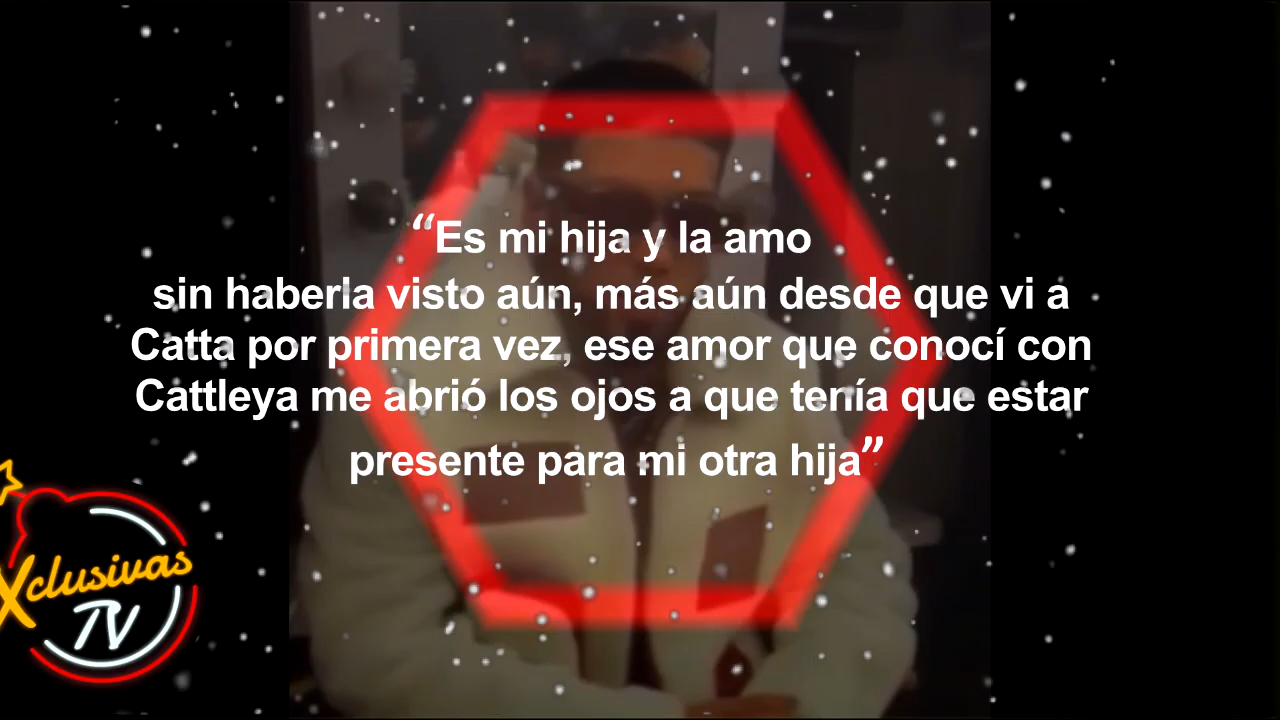 “Es mi hija y la amo
sin haberla visto aún, más aún desde que vi a
Catta por primera vez, ese amor que conocí con
Cattleya me abrió los ojos a que tenía que estar
presente para mi otra hija”
Xclusivas
TV